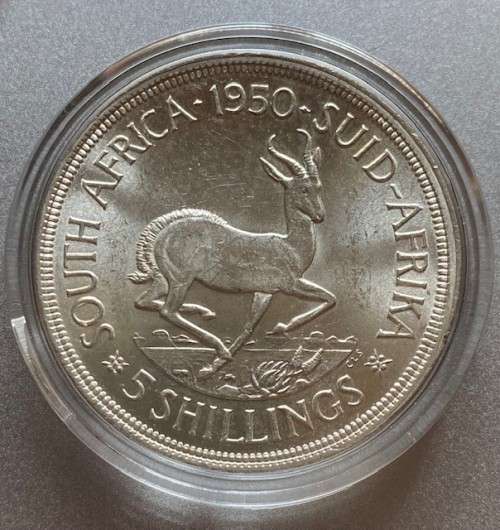 SOUTH AFRICA · 1950 · SUID-AFRIKA
5 SHILLINGS